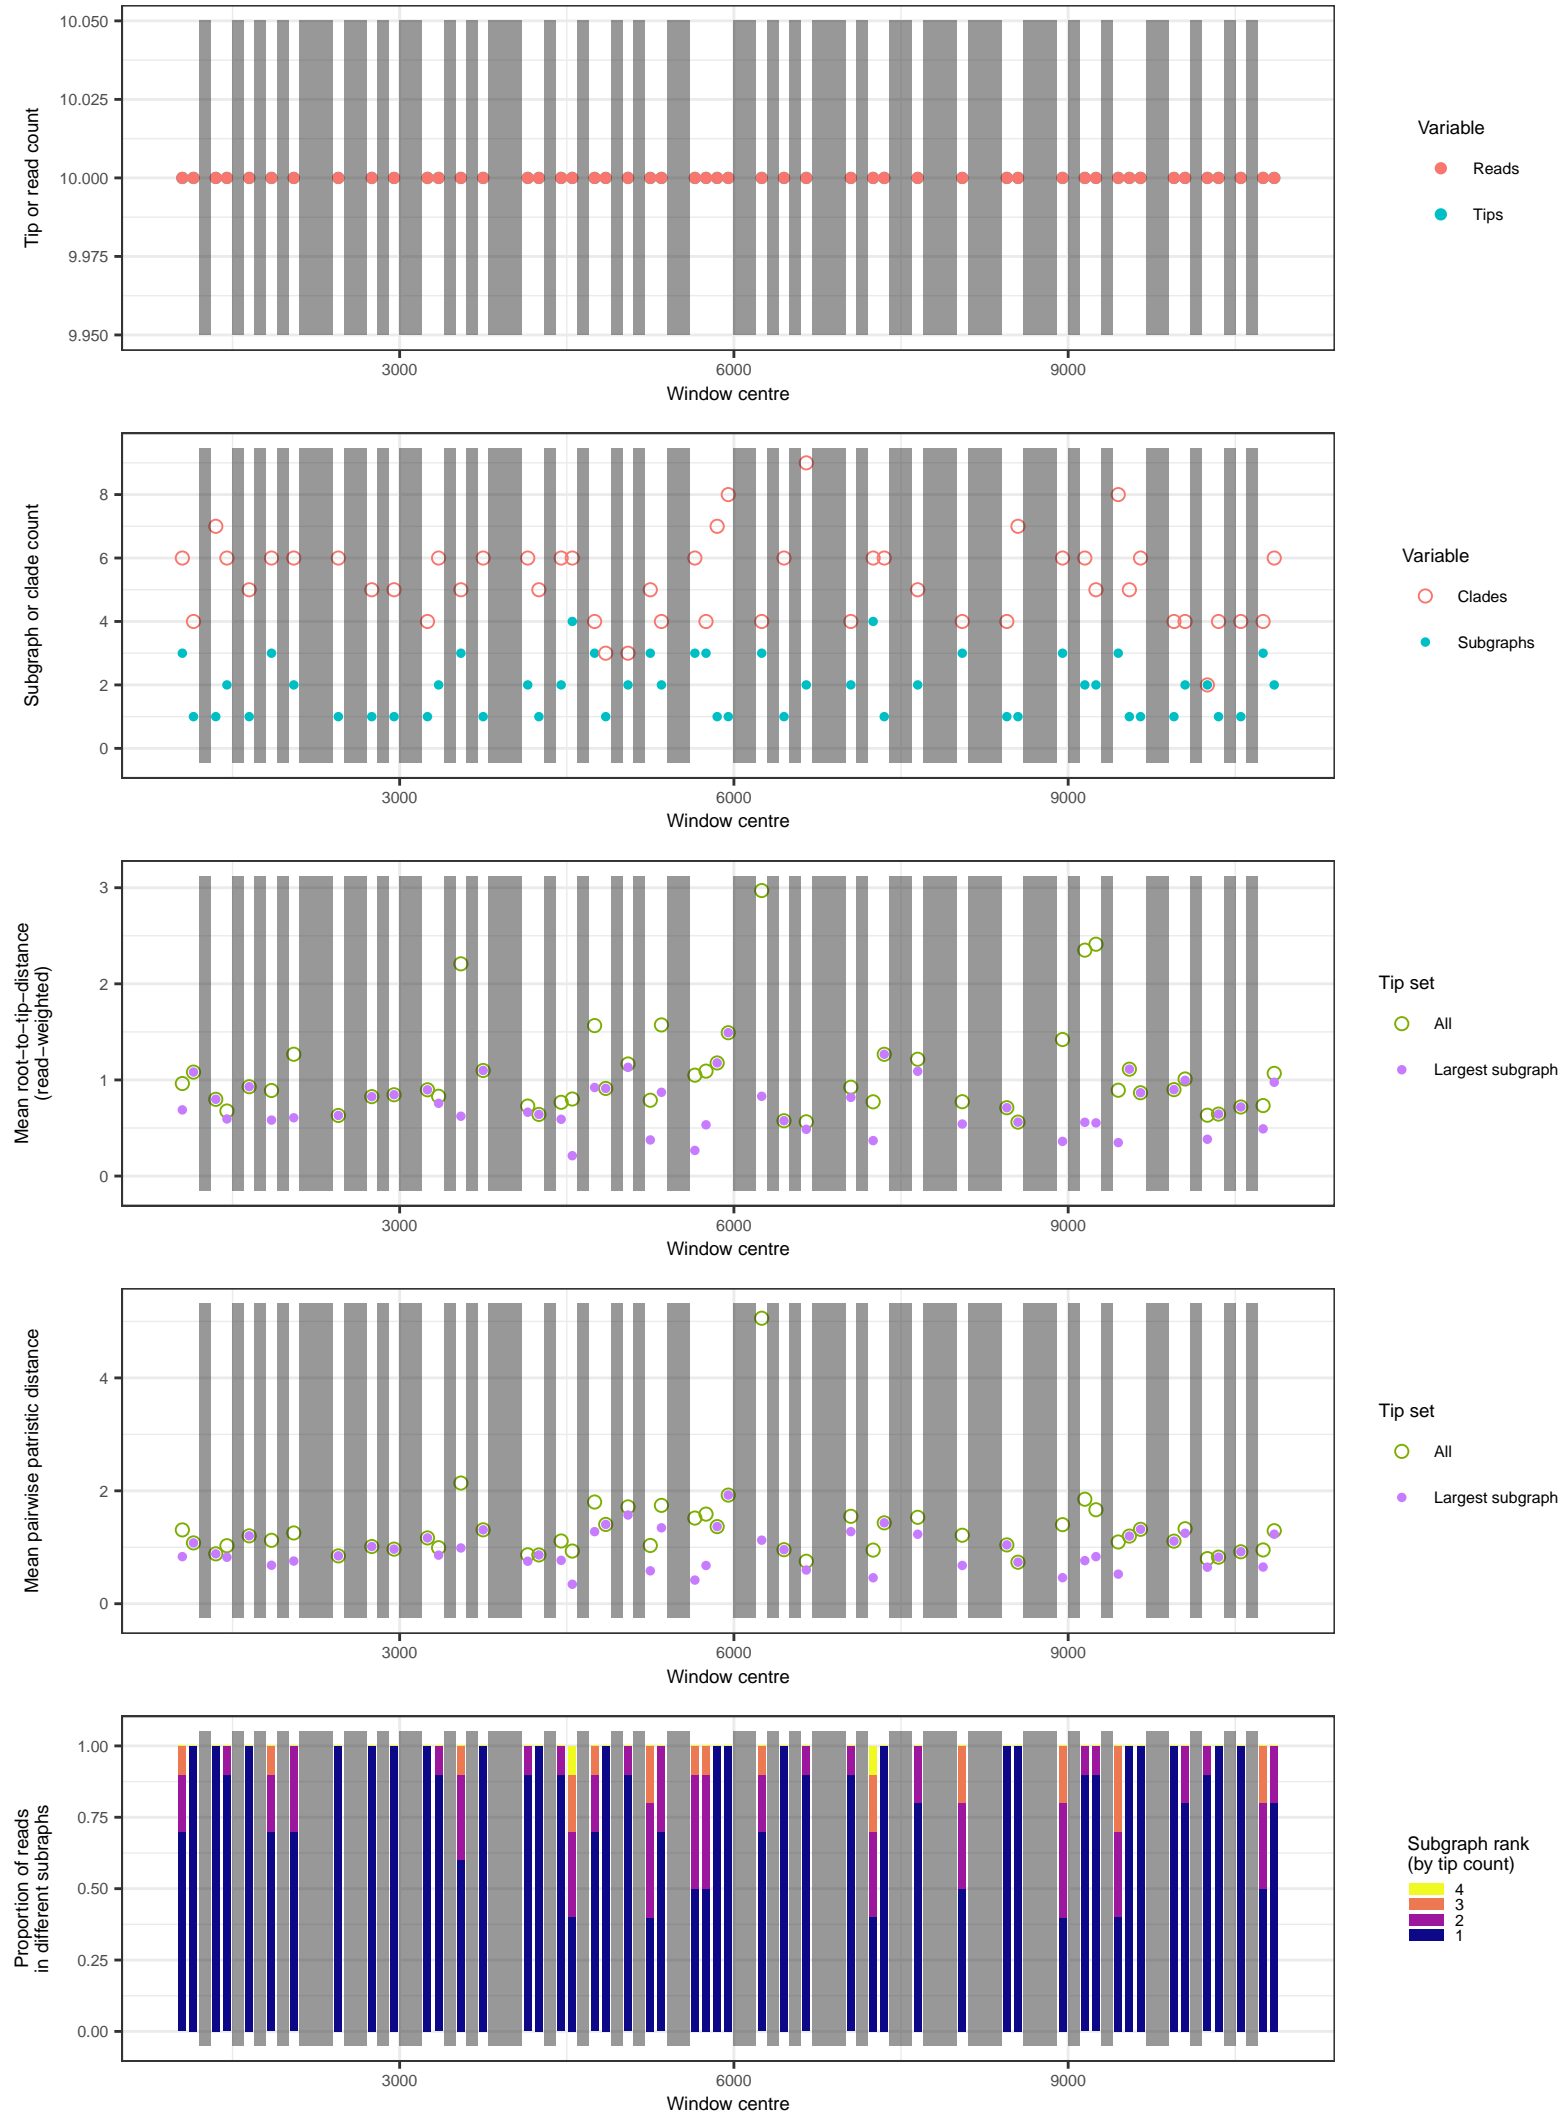 Tip or read count
10.050
10.025
10.000
9.975
9.950
3000 6000 9000
Window centre
Variable
Reads
Tips
Subgraph or clade count
8
6
4
2
0
3000 6000 9000
Window centre
Variable
Clades
Subgraphs
Mean root−to−tip−distance
(read−weighted)
3
2
1
0
3000 6000 9000
Window centre
Tip set
All
Largest subgraph
Mean pairwise patristic distance
4
2
0
3000 6000 9000
Window centre
Tip set
All
Largest subgraph
Proportion of reads
in different subraphs
1.00
0.75
0.50
0.25
0.00
3000 6000 9000
Window centre
Subgraph rank
(by tip count)
4
3
2
1